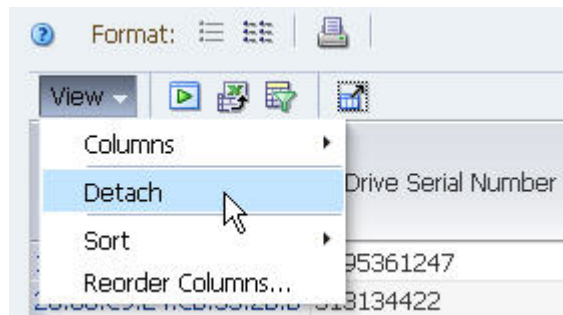 Format:
View
Columns
Detach
Drive Serial Number
Sort
95361247
Reorder Columns...
313134422